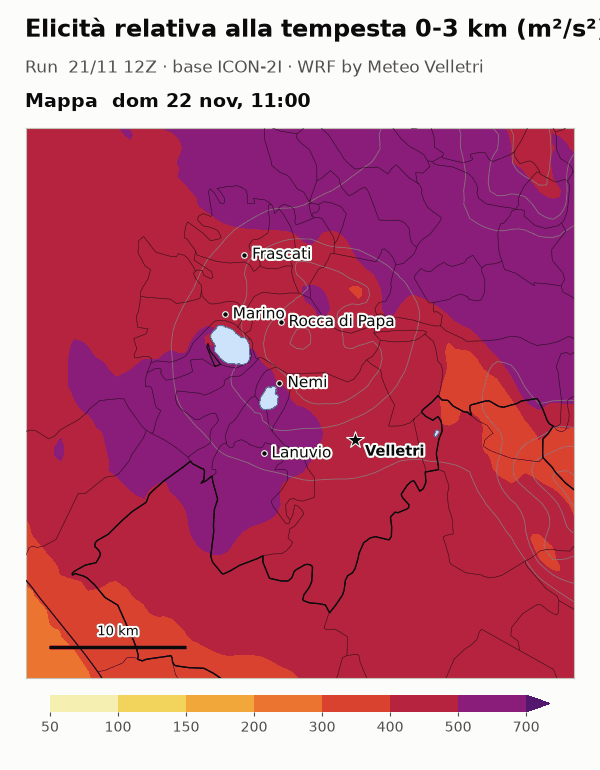 Elicità relativa alla tempesta 0-3 km (m²/s²)
Run  21/11 12Z · base ICON-2I · WRF by Meteo Velletri
Mappa  dom 22 nov, 11:00
Frascati
Marino
Rocca di Papa
Nemi
Lanuvio
Velletri
10 km
50 100 150 200 300 400 500 700